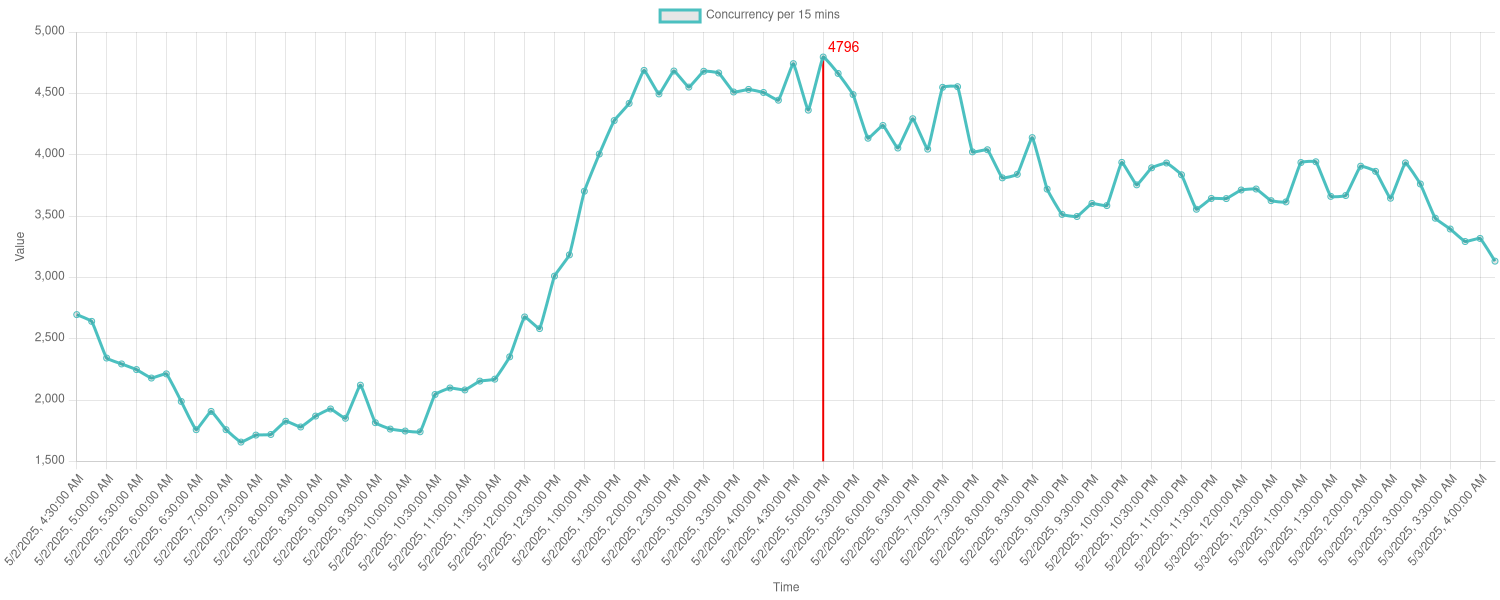 Concurrency per 15 mins
4796
5,000
4,500
4,000
3,500
3,000
2,500
2,000
1,500
Value
5/2/2025, 4:30:00 AM
5/2/2025, 5:00:00 AM
5/2/2025, 5:30:00 AM
5/2/2025, 6:00:00 AM
5/2/2025, 6:30:00 AM
5/2/2025, 7:00:00 AM
5/2/2025, 7:30:00 AM
5/2/2025, 8:00:00 AM
5/2/2025, 8:30:00 AM
5/2/2025, 9:00:00 AM
5/2/2025, 9:30:00 AM
5/2/2025, 10:00:00 AM
5/2/2025, 10:30:00 AM
5/2/2025, 11:00:00 AM
5/2/2025, 11:30:00 AM
5/2/2025, 12:00:00 PM
5/2/2025, 12:30:00 PM
5/2/2025, 1:00:00 PM
5/2/2025, 1:30:00 PM
5/2/2025, 2:00:00 PM
5/2/2025, 2:30:00 PM
5/2/2025, 3:00:00 PM
5/2/2025, 3:30:00 PM
5/2/2025, 4:00:00 PM
5/2/2025, 4:30:00 PM
5/2/2025, 5:00:00 PM
5/2/2025, 5:30:00 PM
5/2/2025, 6:00:00 PM
5/2/2025, 6:30:00 PM
5/2/2025, 7:00:00 PM
5/2/2025, 7:30:00 PM
5/2/2025, 8:00:00 PM
5/2/2025, 8:30:00 PM
5/2/2025, 9:00:00 PM
5/2/2025, 9:30:00 PM
5/2/2025, 10:00:00 PM
5/2/2025, 10:30:00 PM
5/2/2025, 11:00:00 PM
5/2/2025, 11:30:00 PM
5/3/2025, 12:00:00 AM
5/3/2025, 12:30:00 AM
5/3/2025, 1:00:00 AM
5/3/2025, 1:30:00 AM
5/3/2025, 2:00:00 AM
5/3/2025, 2:30:00 AM
5/3/2025, 3:00:00 AM
5/3/2025, 3:30:00 AM
5/3/2025, 4:00:00 AM
Time